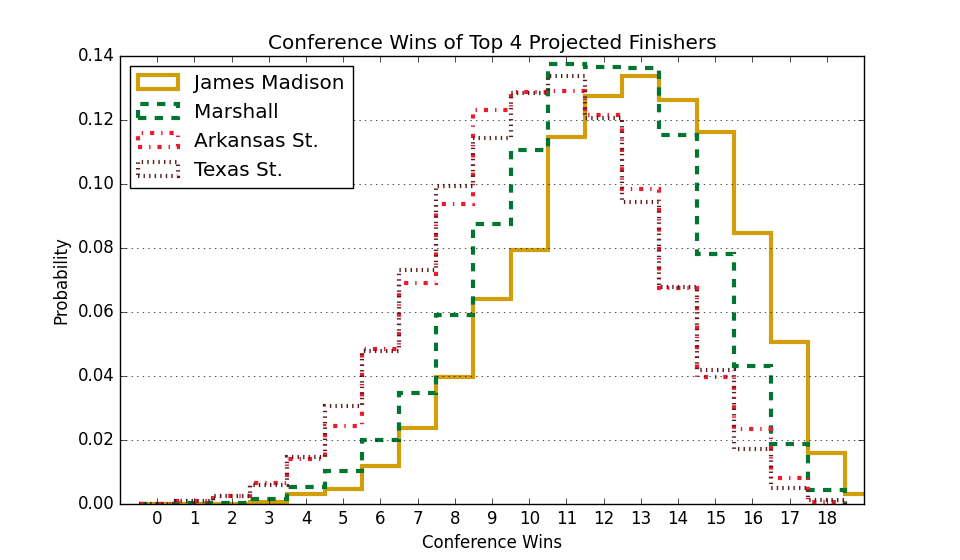 Conference Wins of Top 4 Projected Finishers
James Madison
Marshall
Arkansas St.
Texas St.
Probability
0.14
0.12
0.10
0.08
0.06
0.04
0.02
0.00
0 1 2 3 4 5 6 7 8 9 10 11 12 13 14 15 16 17 18
Conference Wins